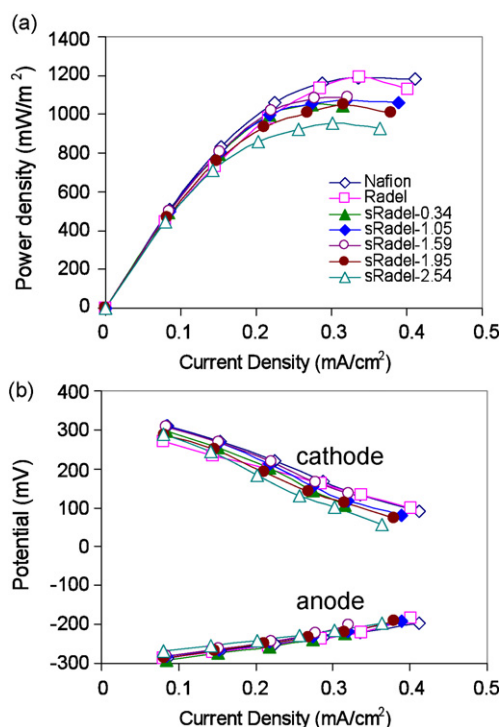 (a)
1400
1200
1000
800
600
400
200
0
Power density (mW/m²)
Nafion
Radel
sRadel-0.34
sRadel-1.05
sRadel-1.59
sRadel-1.95
sRadel-2.54
0 0.1 0.2 0.3 0.4 0.5
Current Density (mA/cm²)
(b)
400
300
200
100
0
-100
-200
-300
Potential (mV)
cathode
anode
0 0.1 0.2 0.3 0.4 0.5
Current Density (mA/cm²)